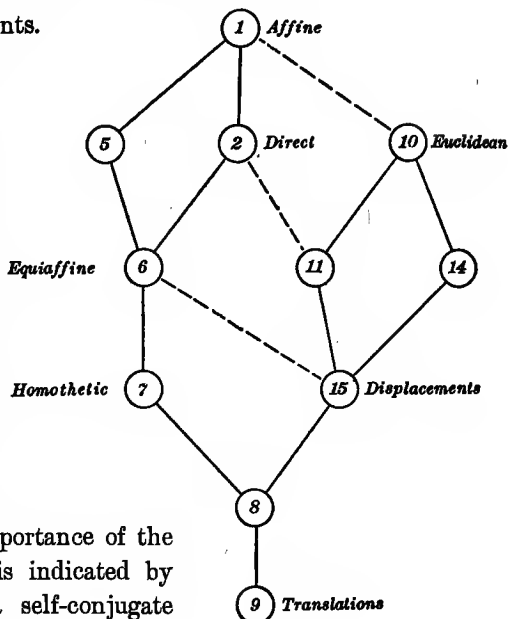 nts.
1 Affine
5
2 Direct
10 Euclidean
Equiaffine 6
11
14
Homothetic 7
15 Displacements
8
portance of the
is indicated by
self-conjugate
9 Translations